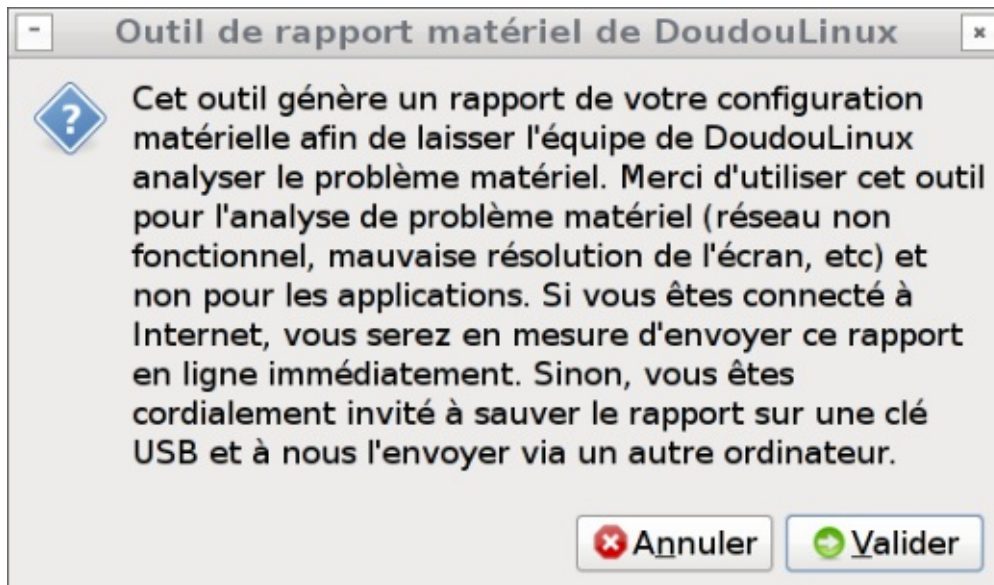 Outil de rapport matériel de DoudouLinux
Cet outil génère un rapport de votre configuration
matérielle afin de laisser l'équipe de DoudouLinux
analyser le problème matériel. Merci d'utiliser cet outil
pour l'analyse de problème matériel (réseau non
fonctionnel, mauvaise résolution de l'écran, etc) et
non pour les applications. Si vous êtes connecté à
Internet, vous serez en mesure d'envoyer ce rapport
en ligne immédiatement. Sinon, vous êtes
cordialement invité à sauver le rapport sur une clé
USB et à nous l'envoyer via un autre ordinateur.
Annuler Valider